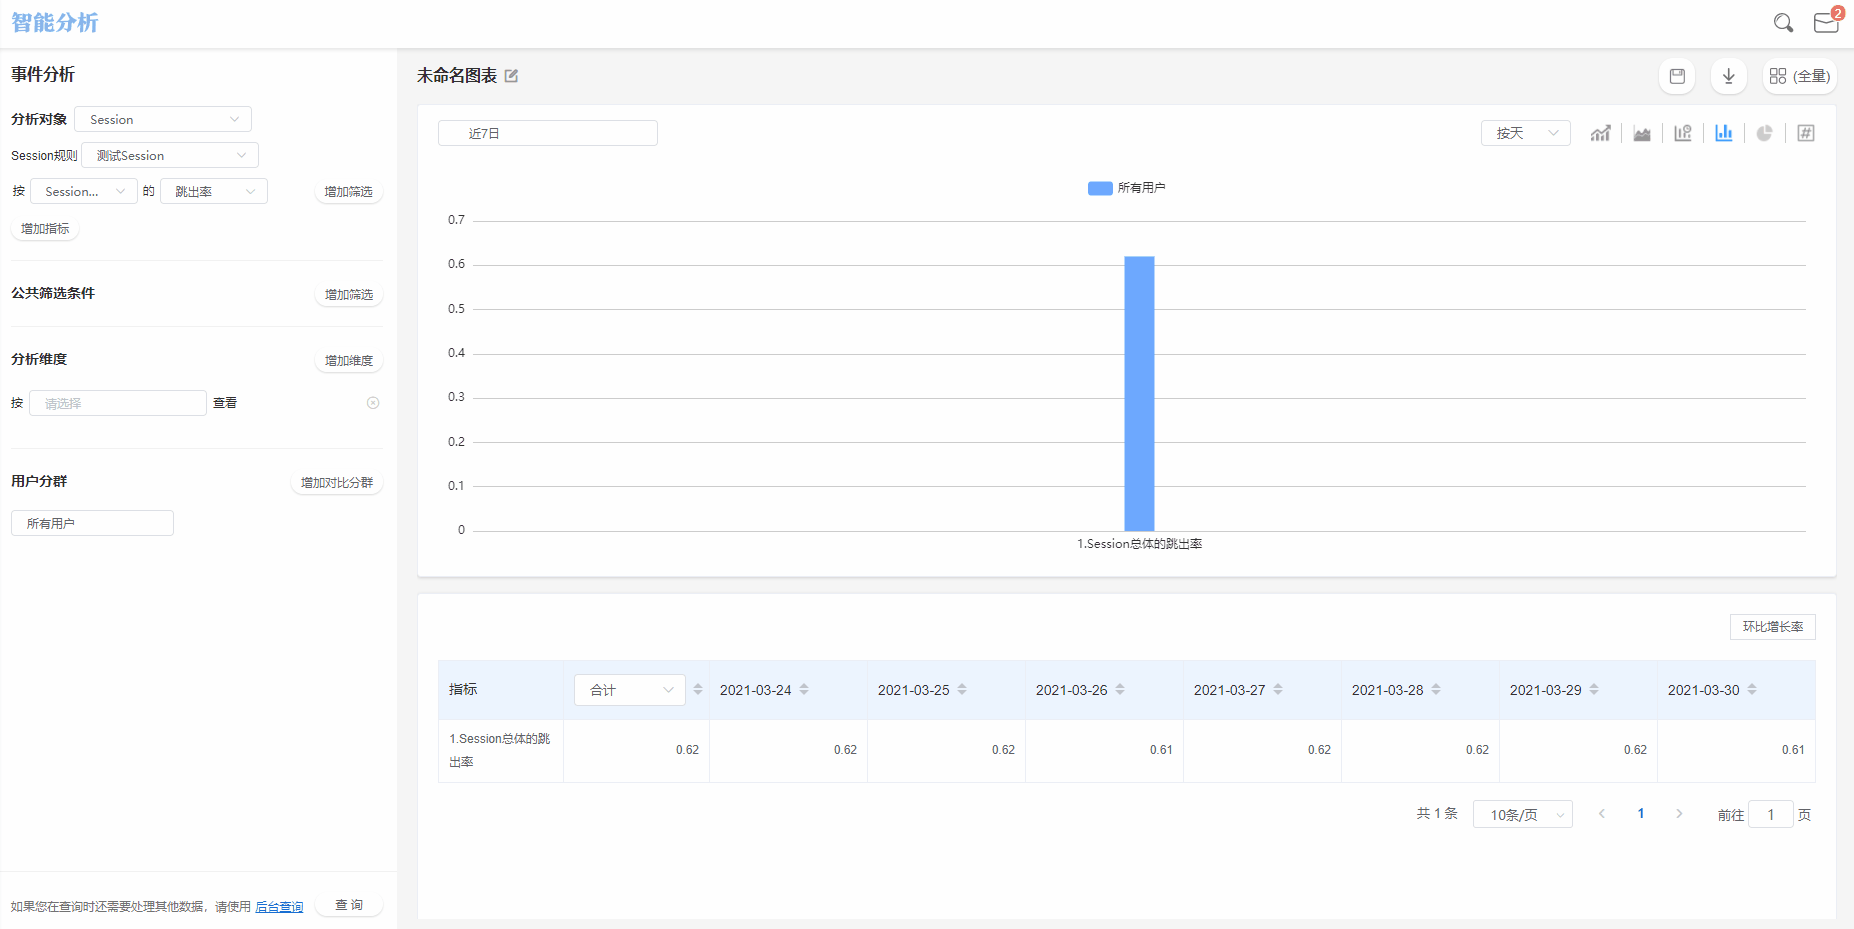 智能分析
2
事件分析
分析对象 Session
Session规则 测试Session
按 Session... 的 跳出率 增加筛选
增加指标
公共筛选条件 增加筛选
分析维度 增加维度
按 请选择 查看
用户分群 增加对比分群
所有用户
如果您在查询时还需要处理其他数据，请使用 后台查询 查 询
未命名图表
(全量)
近7日 按天
所有用户
0.7
0.6
0.5
0.4
0.3
0.2
0.1
0
1.Session总体的跳出率
环比增长率
指标 合计 2021-03-24 2021-03-25 2021-03-26 2021-03-27 2021-03-28 2021-03-29 2021-03-30
1.Session总体的跳
出率 0.62 0.62 0.62 0.61 0.62 0.62 0.62 0.61
共 1 条 10条/页 1 前往 1 页